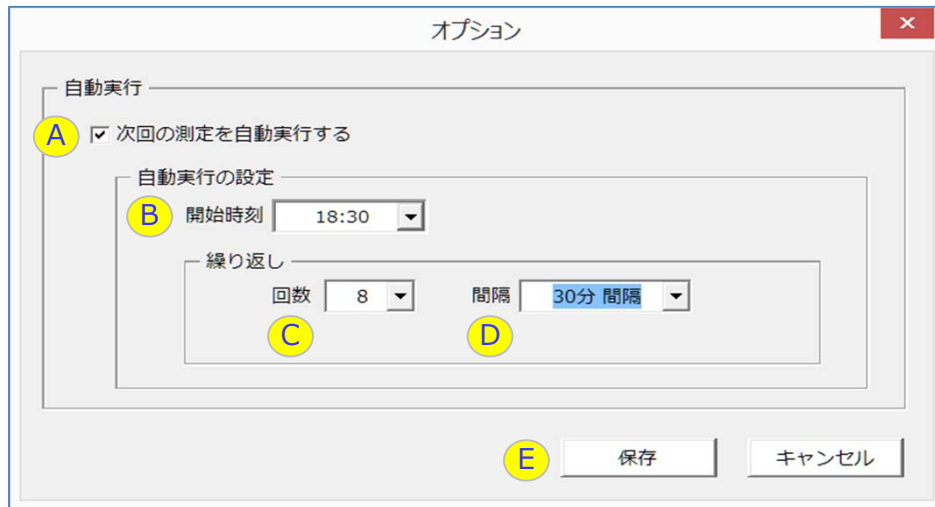 オプション
自動実行
A 次回の測定を自動実行する
自動実行の設定
B 開始時刻 18:30
繰り返し
回数 8 間隔 30分 間隔
C D
E 保存 キャンセル